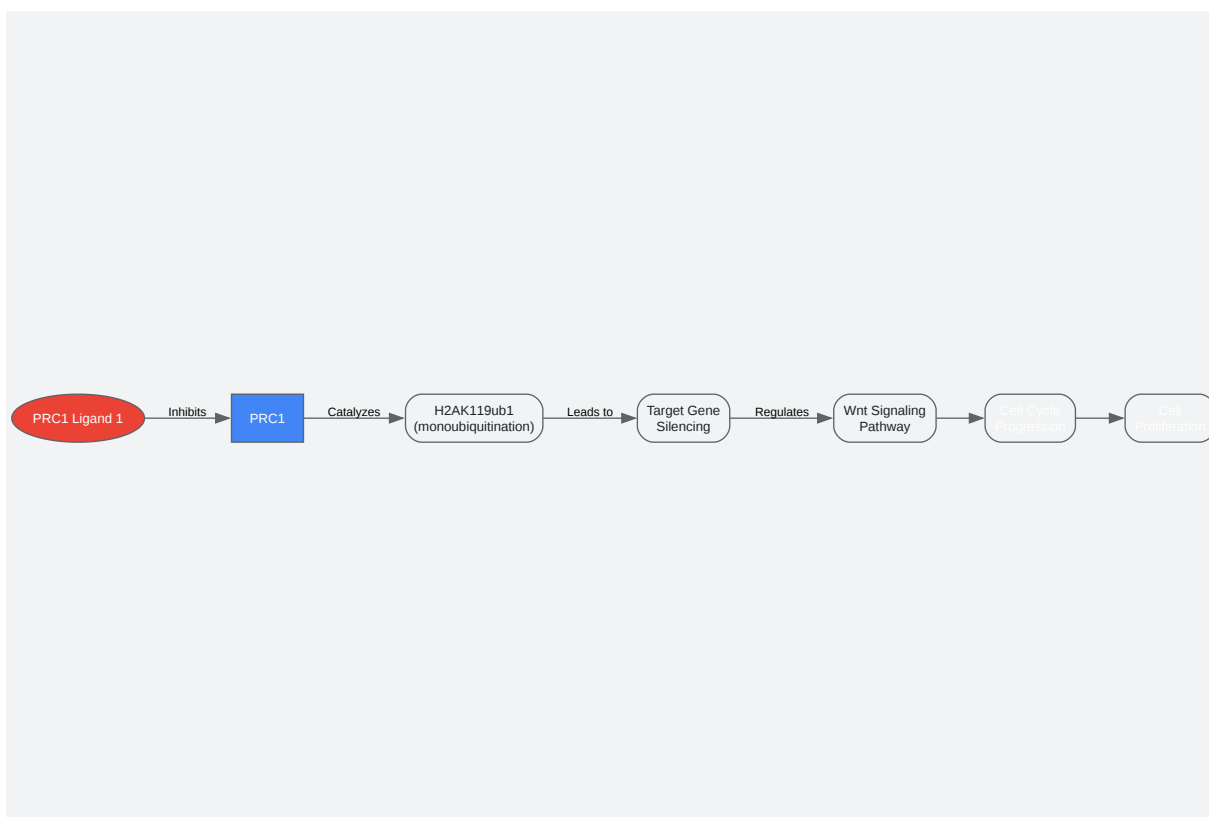 PRC1 Ligand 1
Inhibits
PRC1
Catalyzes
H2AK119ub1
(monoubiquitination)
Leads to
Target Gene
Silencing
Regulates
Wnt Signaling
Pathway
Cell Cycle
Progression
Cell
Proliferation